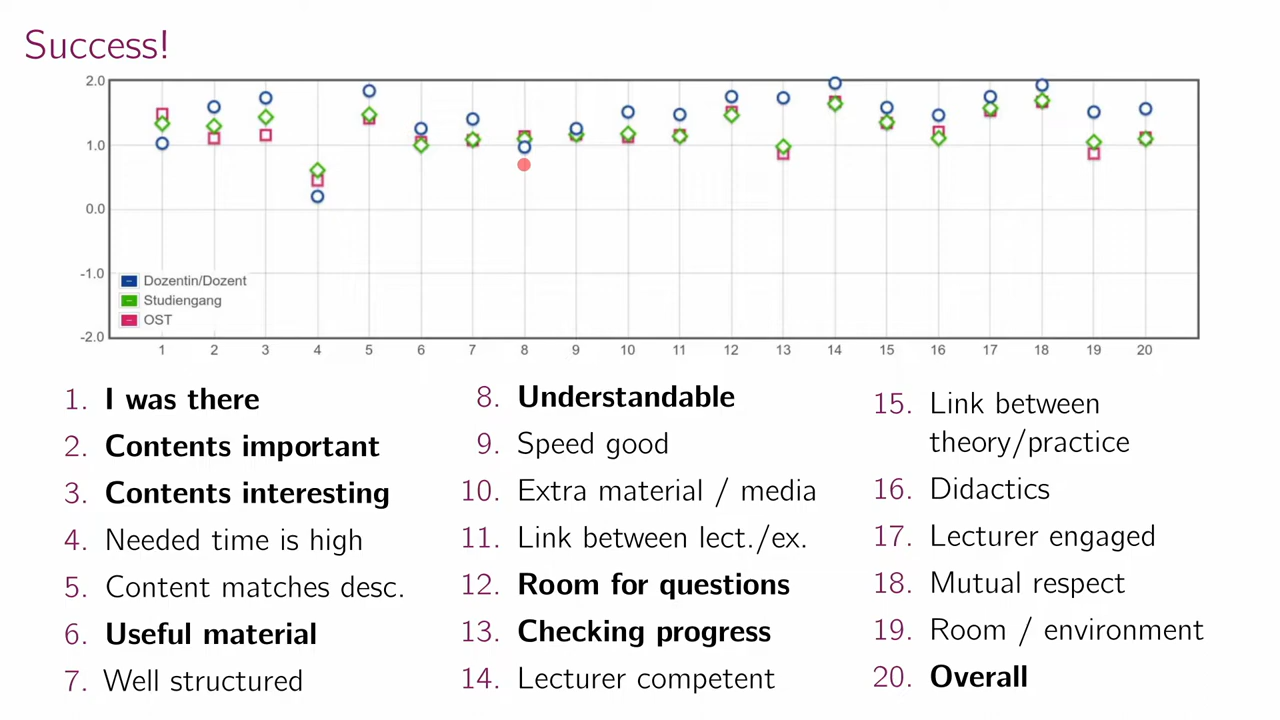 Success!
2.0
1.0
0.0
-1.0
-2.0
Dozentin/Dozent
Studiengang
OST
1 2 3 4 5 6 7 8 9 10 11 12 13 14 15 16 17 18 19 20
1. I was there
2. Contents important
3. Contents interesting
4. Needed time is high
5. Content matches desc.
6. Useful material
7. Well structured
8. Understandable
9. Speed good
10. Extra material / media
11. Link between lect./ex.
12. Room for questions
13. Checking progress
14. Lecturer competent
15. Link between
theory/practice
16. Didactics
17. Lecturer engaged
18. Mutual respect
19. Room / environment
20. Overall